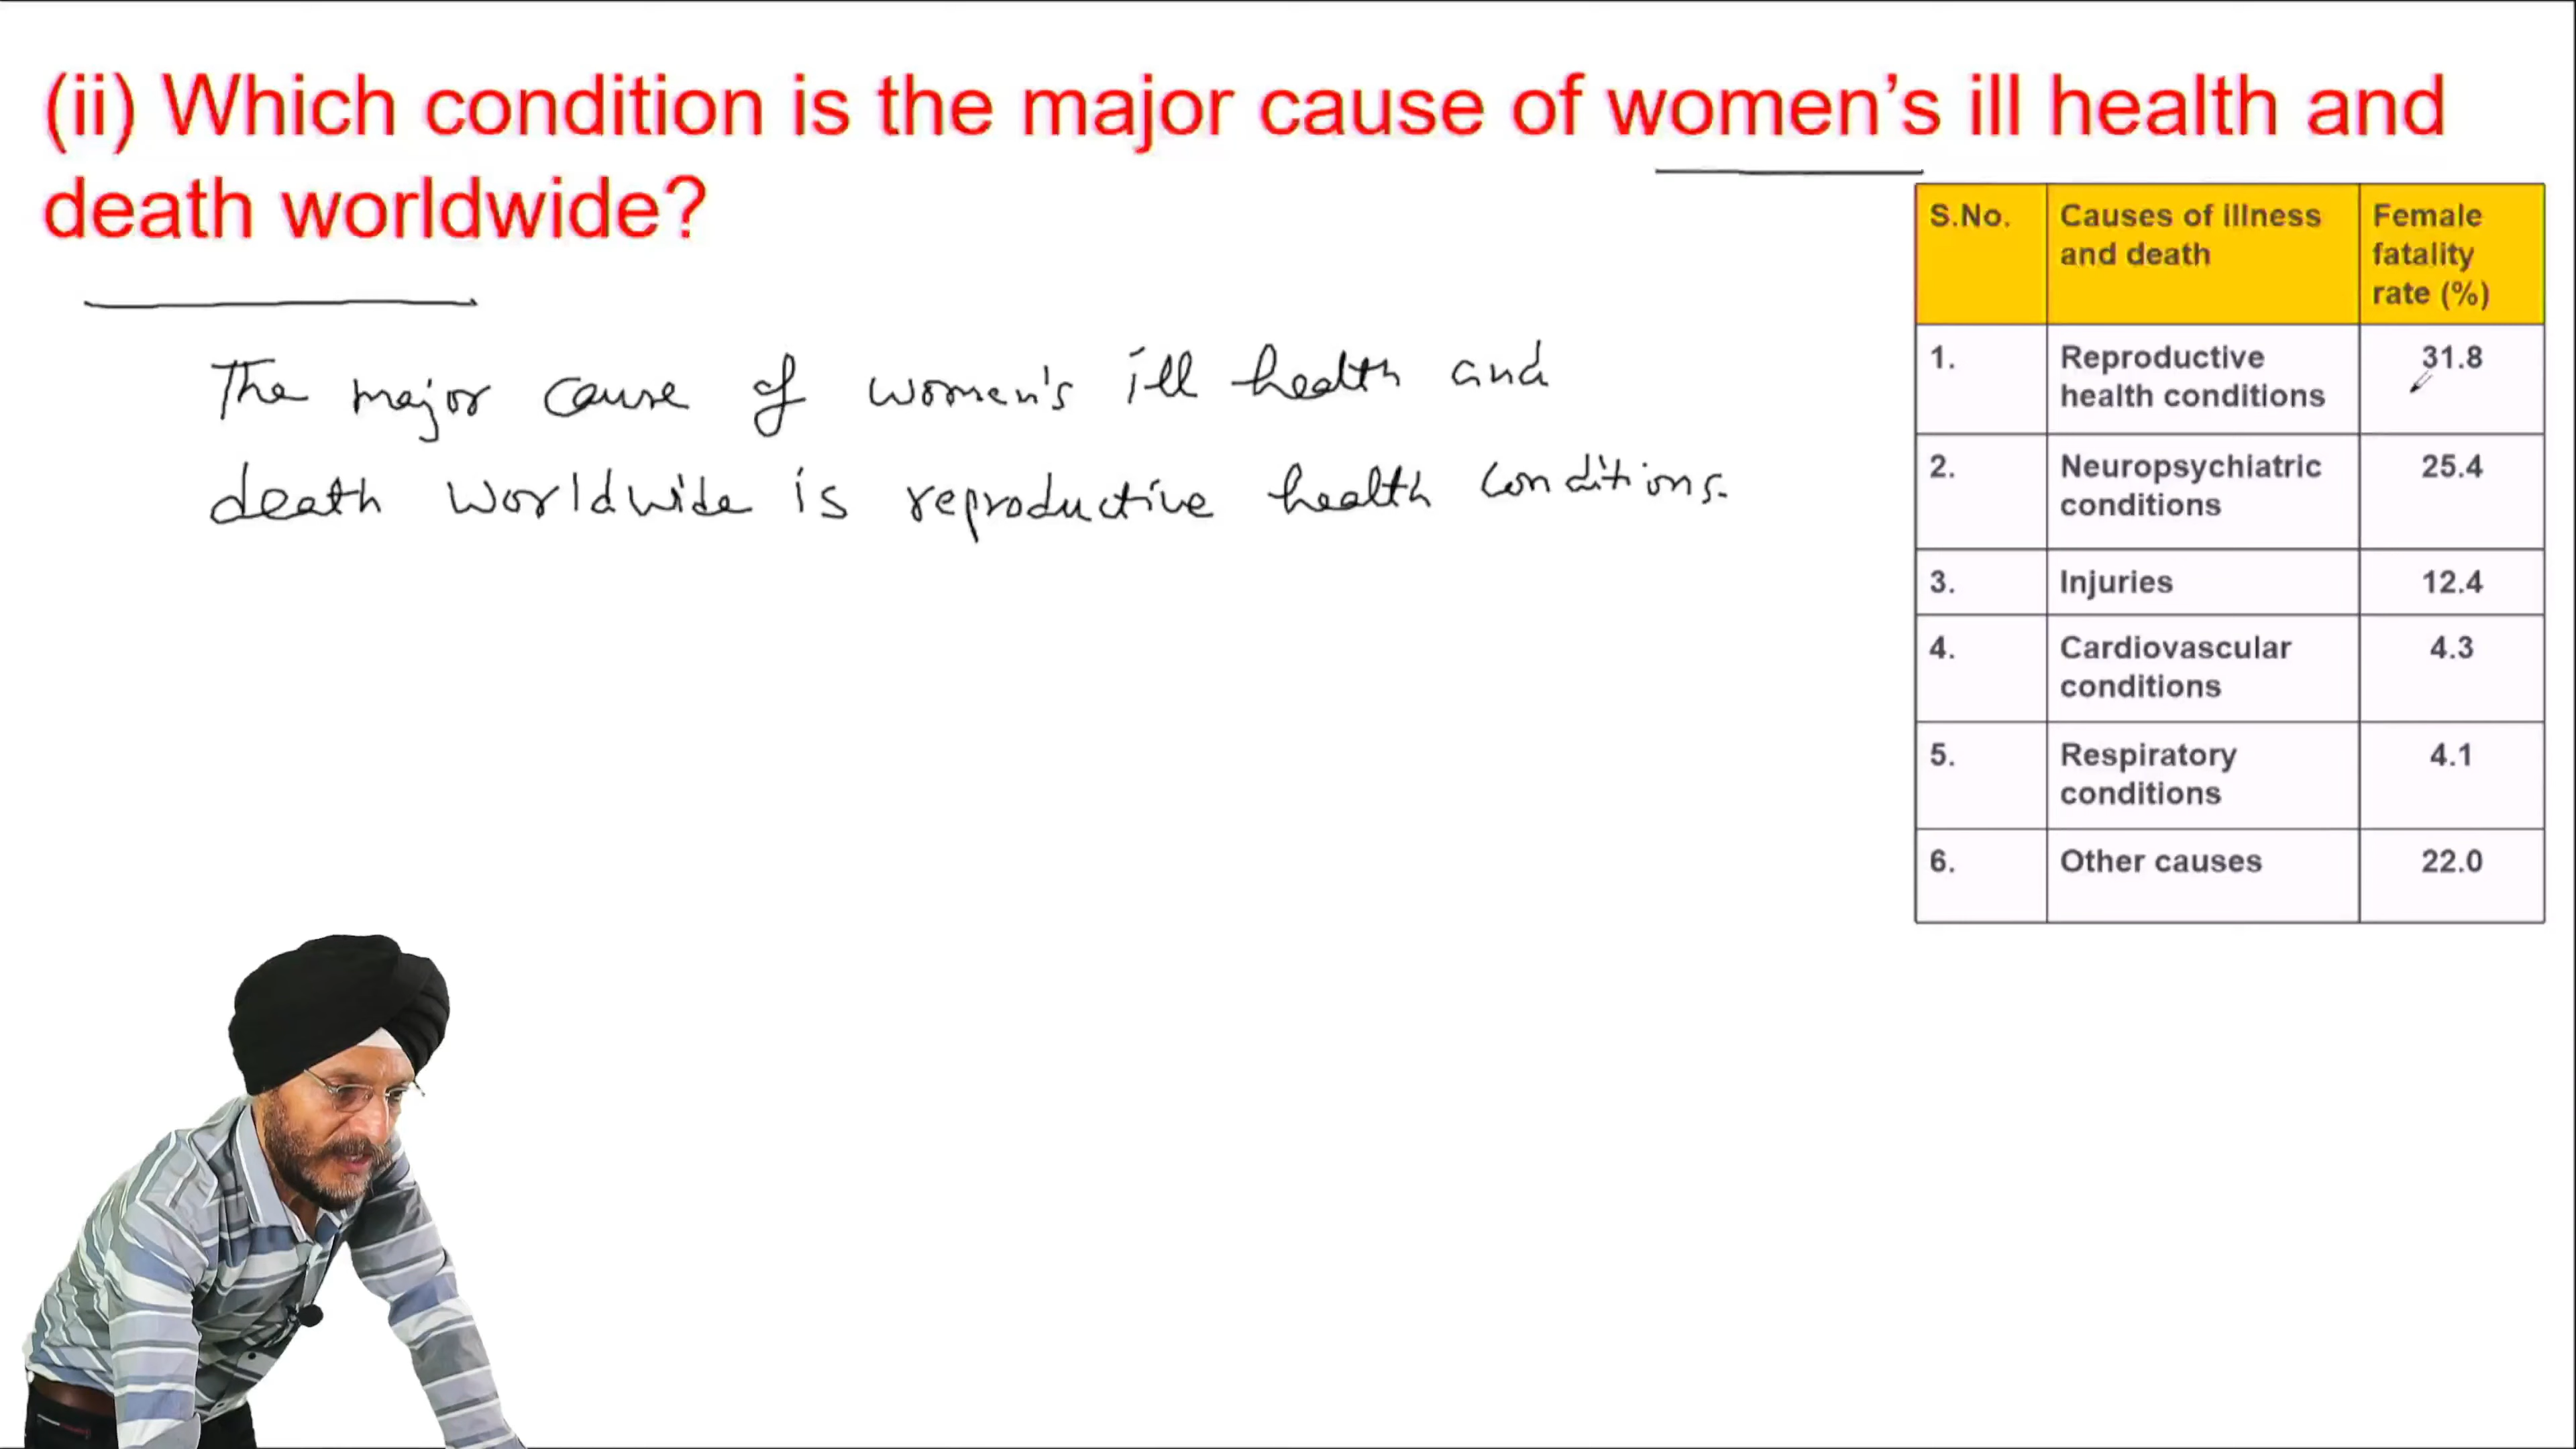 (ii) Which condition is the major cause of women’s ill health and
death worldwide?
The major cause of women's ill health and
death worldwide is reproductive health conditions.
S.No. Causes of illness and death Female fatality rate (%)
1. Reproductive health conditions 31.8
2. Neuropsychiatric conditions 25.4
3. Injuries 12.4
4. Cardiovascular conditions 4.3
5. Respiratory conditions 4.1
6. Other causes 22.0